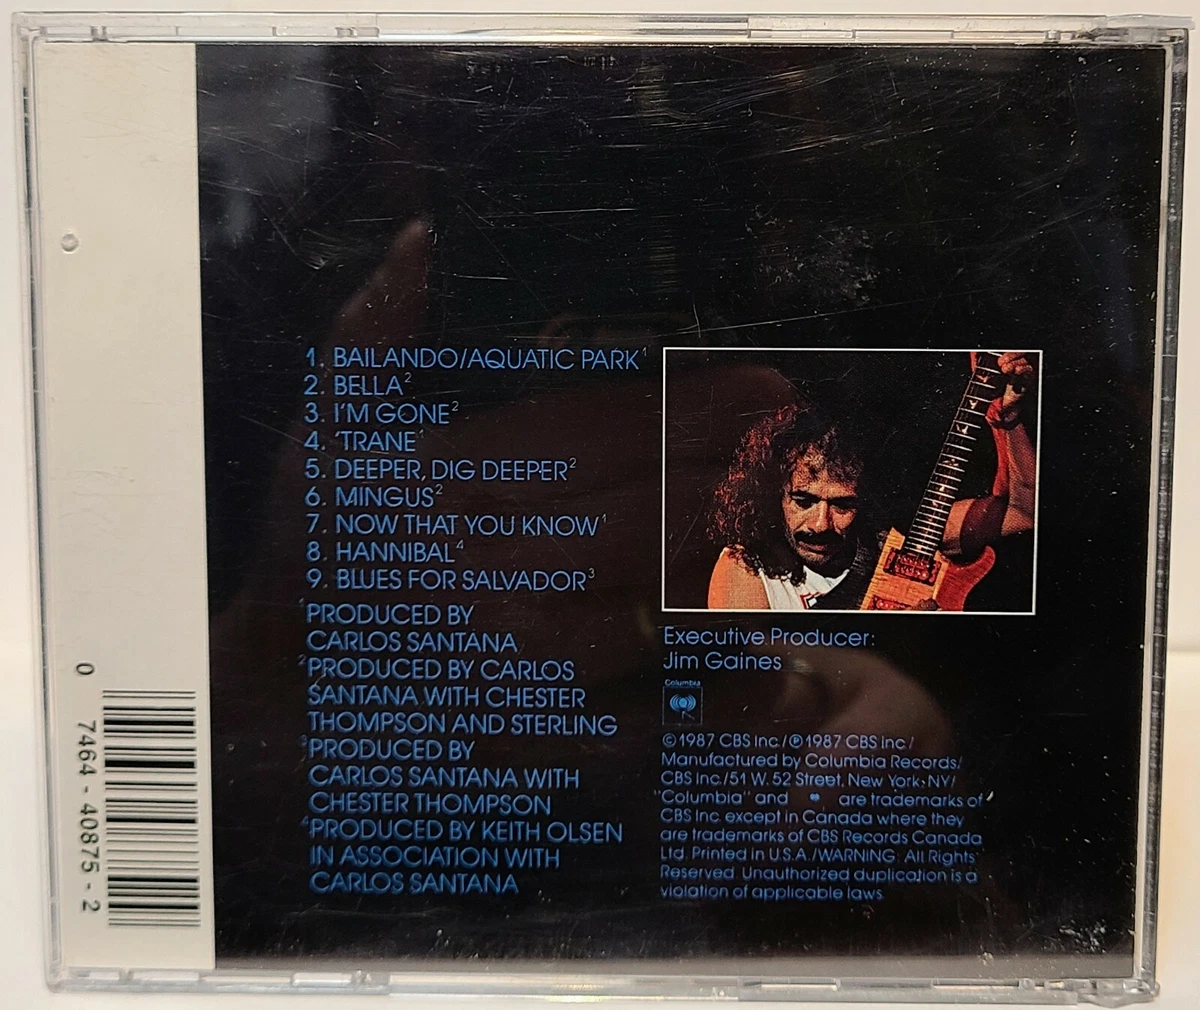 1. BAILANDO/AQUATIC PARK¹
2. BELLA²
3. I'M GONE²
4. 'TRANE¹
5. DEEPER, DIG DEEPER²
6. MINGUS²
7. NOW THAT YOU KNOW¹
8. HANNIBAL⁴
9. BLUES FOR SALVADOR³
¹PRODUCED BY
CARLOS SANTANA
²PRODUCED BY CARLOS
SANTANA WITH CHESTER
THOMPSON AND STERLING
³PRODUCED BY
CARLOS SANTANA WITH
CHESTER THOMPSON
⁴PRODUCED BY KEITH OLSEN
IN ASSOCIATION WITH
CARLOS SANTANA
Executive Producer:
Jim Gaines
Columbia
© 1987 CBS Inc./℗ 1987 CBS Inc./
Manufactured by Columbia Records/
CBS Inc./51 W. 52 Street, New York, NY/
"Columbia" and are trademarks of
CBS Inc. except in Canada where they
are trademarks of CBS Records Canada
Ltd. Printed in U.S.A./WARNING: All Rights
Reserved. Unauthorized duplication is a
violation of applicable laws.
0 7464-40875-2